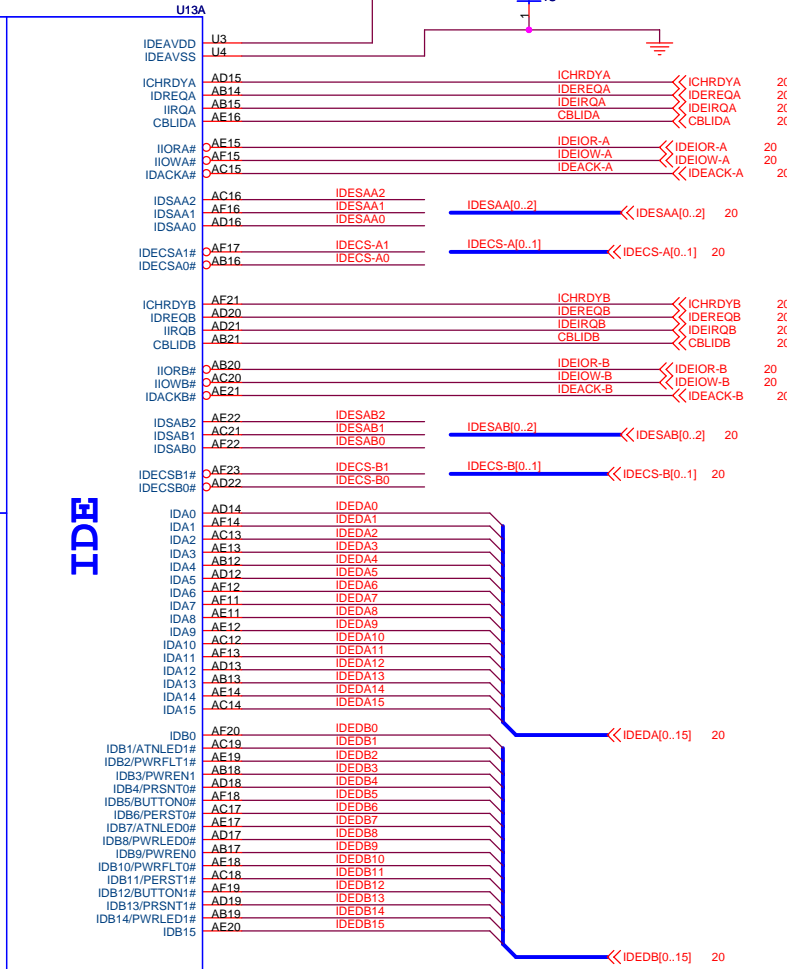 U13A
1
IDEAVDD U3
IDEAVSS U4
ICHRDYA AD15 ICHRDYA ICHRDYA 20
IDREQA AB14 IDEREQA IDEREQA 20
IIRQA AB15 IDEIRQA IDEIRQA 20
CBLIDA AE16 CBLIDA CBLIDA 20
IIORA# AE15 IDEIOR-A IDEIOR-A 20
IIOWA# AF15 IDEIOW-A IDEIOW-A 20
IDACKA# AC15 IDEACK-A IDEACK-A 20
IDSAA2 AC16 IDESAA2
IDSAA1 AF16 IDESAA1 IDESAA[0..2] IDESAA[0..2] 20
IDSAA0 AD16 IDESAA0
IDECSA1# AF17 IDECS-A1 IDECS-A[0..1] IDECS-A[0..1] 20
IDECSA0# AB16 IDECS-A0
ICHRDYB AF21 ICHRDYB ICHRDYB 20
IDREQB AD20 IDEREQB IDEREQB 20
IIRQB AD21 IDEIRQB IDEIRQB 20
CBLIDB AB21 CBLIDB CBLIDB 20
IIORB# AB20 IDEIOR-B IDEIOR-B 20
IIOWB# AC20 IDEIOW-B IDEIOW-B 20
IDACKB# AE21 IDEACK-B IDEACK-B 20
IDSAB2 AE22 IDESAB2
IDSAB1 AC21 IDESAB1 IDESAB[0..2] IDESAB[0..2] 20
IDSAB0 AF22 IDESAB0
IDECSB1# AF23 IDECS-B1 IDECS-B[0..1] IDECS-B[0..1] 20
IDECSB0# AD22 IDECS-B0
IDE
IDA0 AD14 IDEDA0
IDA1 AF14 IDEDA1
IDA2 AC13 IDEDA2
IDA3 AE13 IDEDA3
IDA4 AB12 IDEDA4
IDA5 AD12 IDEDA5
IDA6 AF12 IDEDA6
IDA7 AF11 IDEDA7
IDA8 AE11 IDEDA8
IDA9 AE12 IDEDA9
IDA10 AC12 IDEDA10
IDA11 AF13 IDEDA11
IDA12 AD13 IDEDA12
IDA13 AB13 IDEDA13
IDA14 AE14 IDEDA14
IDA15 AC14 IDEDA15
IDEDA[0..15] 20
IDB0 AF20 IDEDB0
IDB1/ATNLED1# AC19 IDEDB1
IDB2/PWRFLT1# AE19 IDEDB2
IDB3/PWREN1 AB18 IDEDB3
IDB4/PRSNT0# AD18 IDEDB4
IDB5/BUTTON0# AF18 IDEDB5
IDB6/PERST0# AC17 IDEDB6
IDB7/ATNLED0# AE17 IDEDB7
IDB8/PWRLED0# AD17 IDEDB8
IDB9/PWREN0 AB17 IDEDB9
IDB10/PWRFLT0# AE18 IDEDB10
IDB11/PERST1# AC18 IDEDB11
IDB12/BUTTON1# AF19 IDEDB12
IDB13/PRSNT1# AD19 IDEDB13
IDB14/PWRLED1# AB19 IDEDB14
IDB15 AE20 IDEDB15
IDEDB[0..15] 20